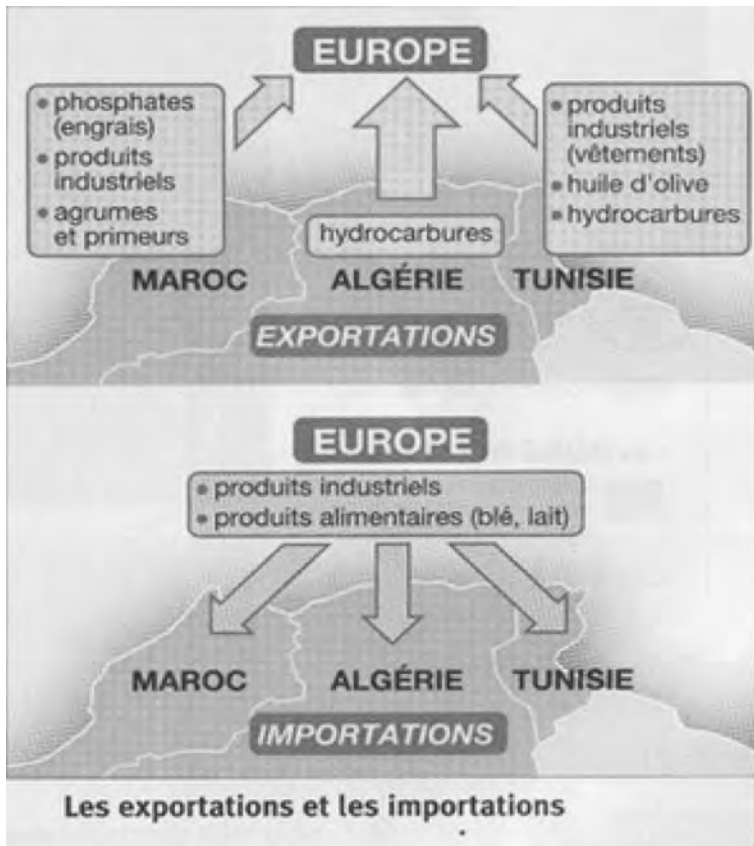 EUROPE
• phosphates
(engrais)
• produits
industriels
• agrumes
et primeurs
hydrocarbures
• produits
industriels
(vêtements)
• huile d'olive
• hydrocarbures
MAROC ALGÉRIE TUNISIE
EXPORTATIONS
EUROPE
• produits industriels
• produits alimentaires (blé, lait)
MAROC ALGÉRIE TUNISIE
IMPORTATIONS
Les exportations et les importations